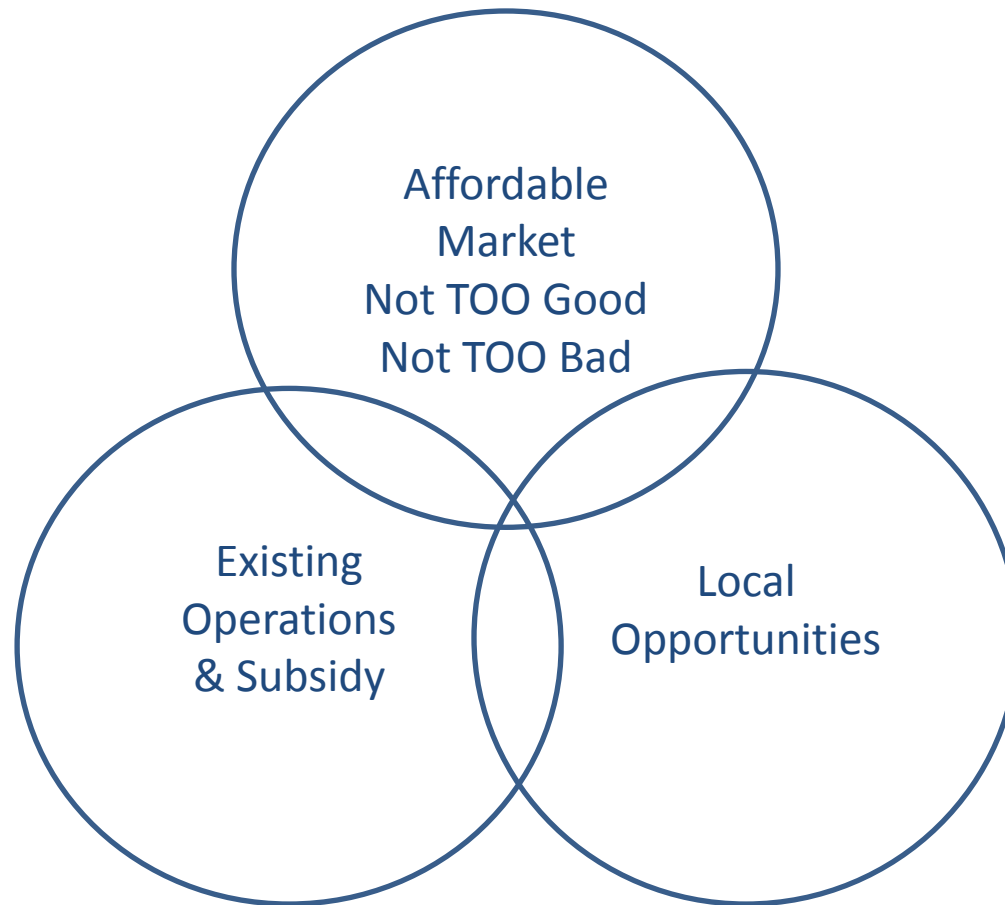 Affordable
Market
Not TOO Good
Not TOO Bad
Existing
Operations
& Subsidy
Local
Opportunities